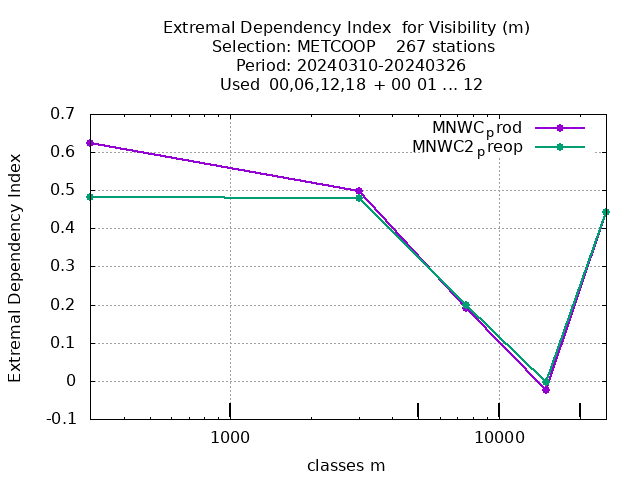 Extremal Dependency Index  for Visibility (m)
Selection: METCOOP    267 stations
Period: 20240310-20240326
Used  00,06,12,18  + 00 01 ... 12
MNWCprod
MNWC2preop
Extremal Dependency Index
0.7
0.6
0.5
0.4
0.3
0.2
0.1
0
-0.1
1000
10000
classes m